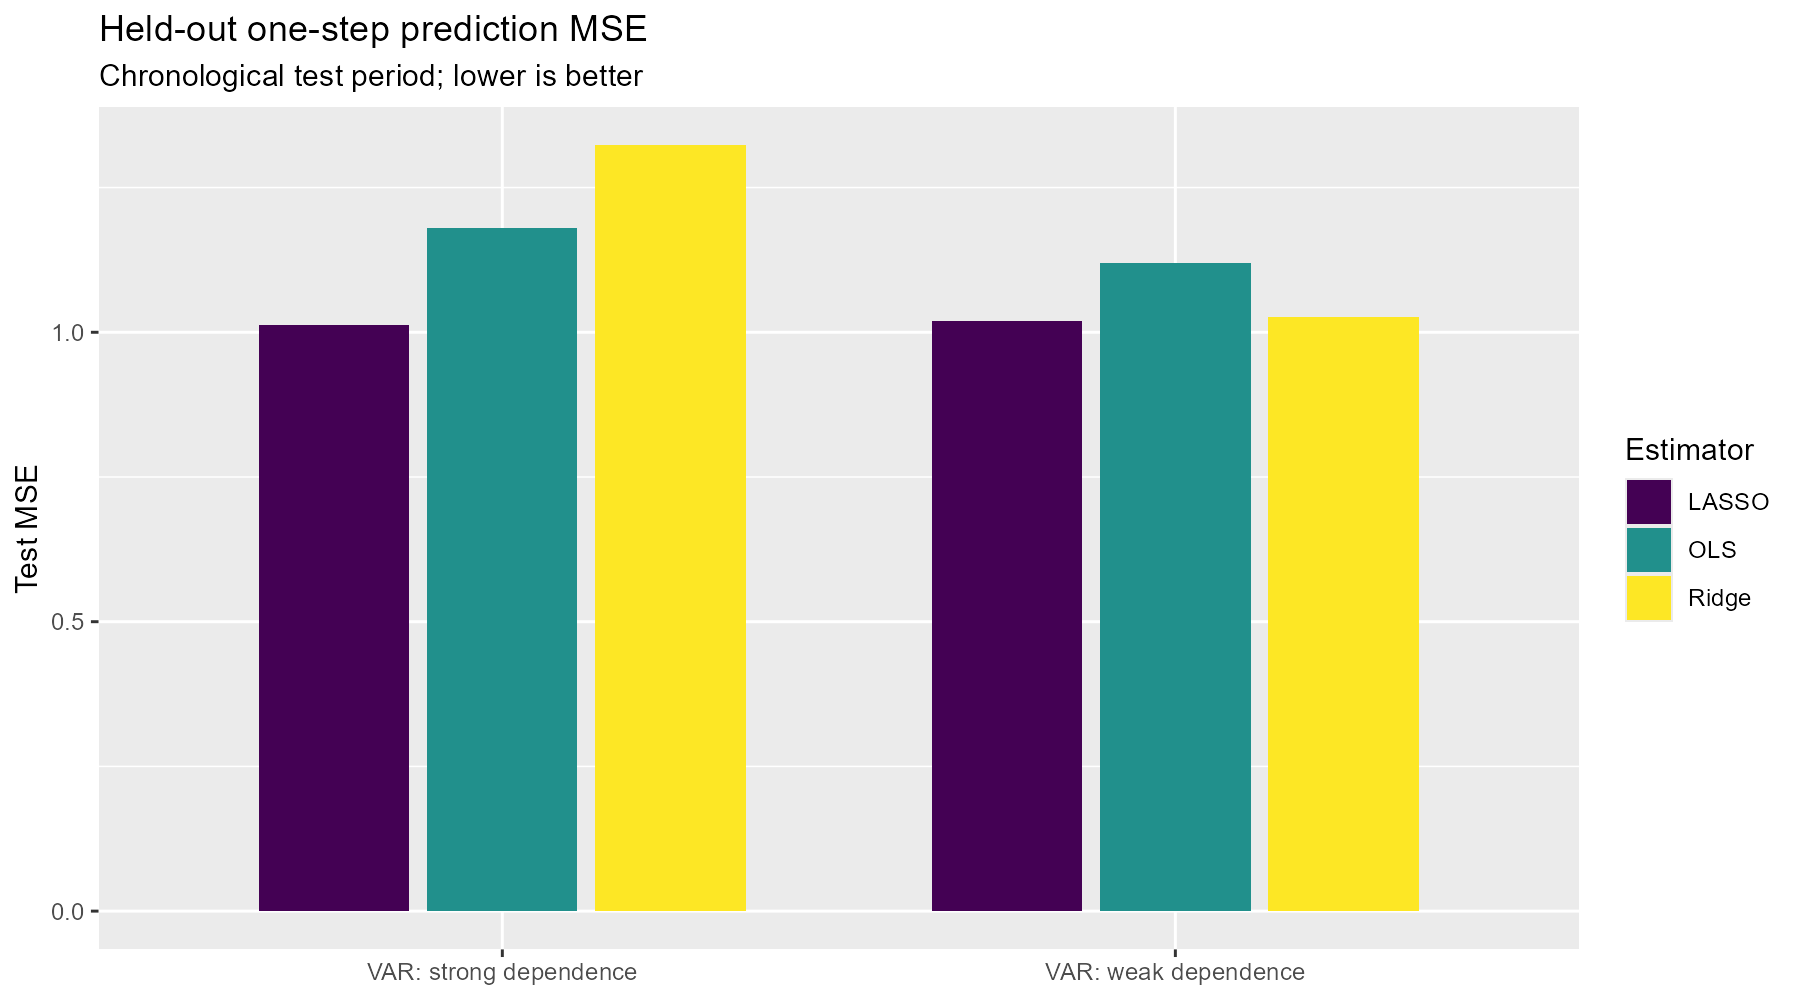 Held-out one-step prediction MSE
Chronological test period; lower is better
Test MSE
1.0
0.5
0.0
VAR: strong dependence
VAR: weak dependence
Estimator
LASSO
OLS
Ridge